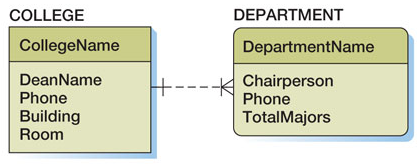 COLLEGE
CollegeName
DeanName
Phone
Building
Room
DEPARTMENT
DepartmentName
Chairperson
Phone
TotalMajors